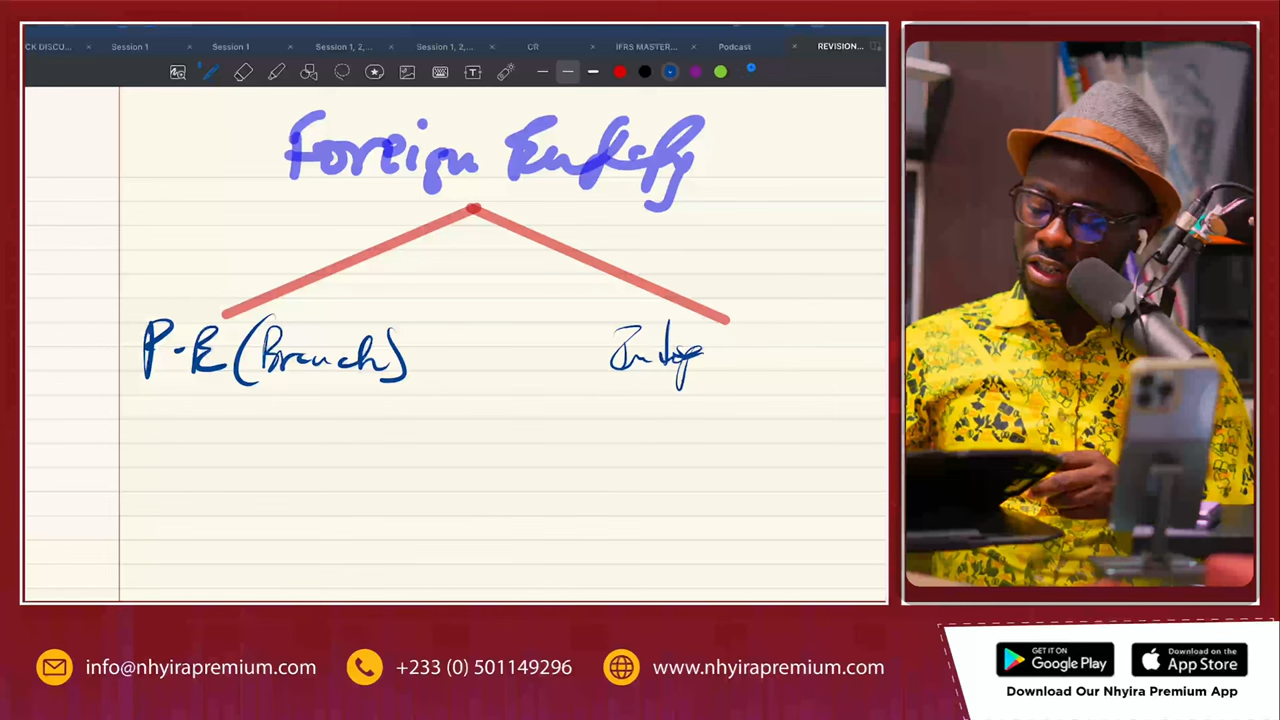 CK DISCU... Session 1 Session 1 Session 1, 2,... Session 1, 2,... CR IFRS MASTER... Podcast REVISION...
Foreign Entity
P.E (Branch)
info@nhyirapremium.com +233 (0) 501149296 www.nhyirapremium.com
GET IT ON
Google Play
Download on the
App Store
Download Our Nhyira Premium App